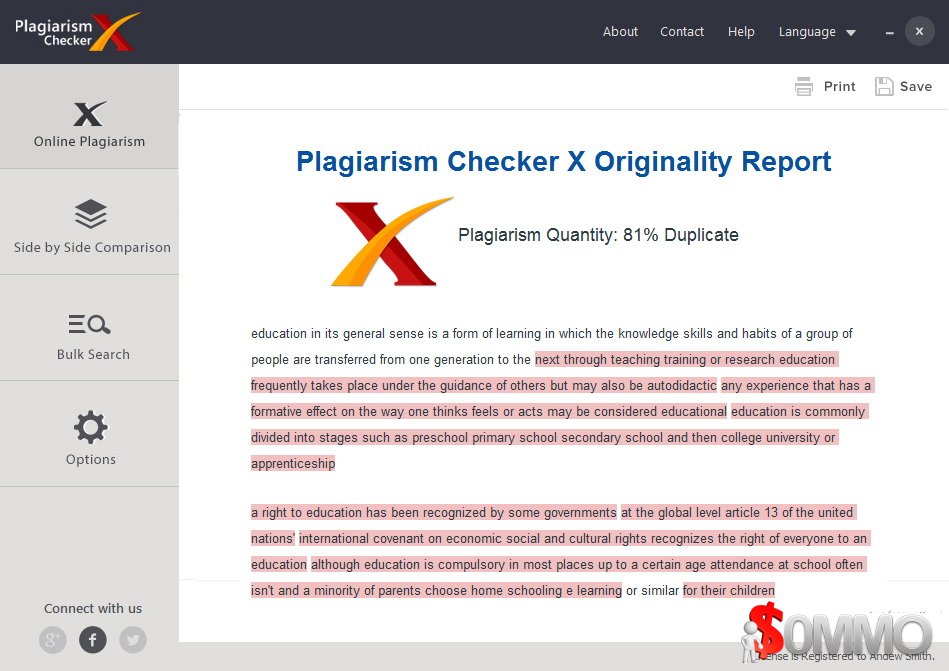 Plagiarism
Checker
About Contact Help Language
x
Print Save
Online Plagiarism
Side by Side Comparison
Bulk Search
Options
Connect with us
Plagiarism Checker X Originality Report
Plagiarism Quantity: 81% Duplicate
education in its general sense is a form of learning in which the knowledge skills and habits of a group of
people are transferred from one generation to the next through teaching training or research education
frequently takes place under the guidance of others but may also be autodidactic any experience that has a
formative effect on the way one thinks feels or acts may be considered educational education is commonly
divided into stages such as preschool primary school secondary school and then college university or
apprenticeship
a right to education has been recognized by some governments at the global level article 13 of the united
nations' international covenant on economic social and cultural rights recognizes the right of everyone to an
education although education is compulsory in most places up to a certain age attendance at school often
isn't and a minority of parents choose home schooling e learning or similar for their children
$OMMO
is Registered to Andew Smith.